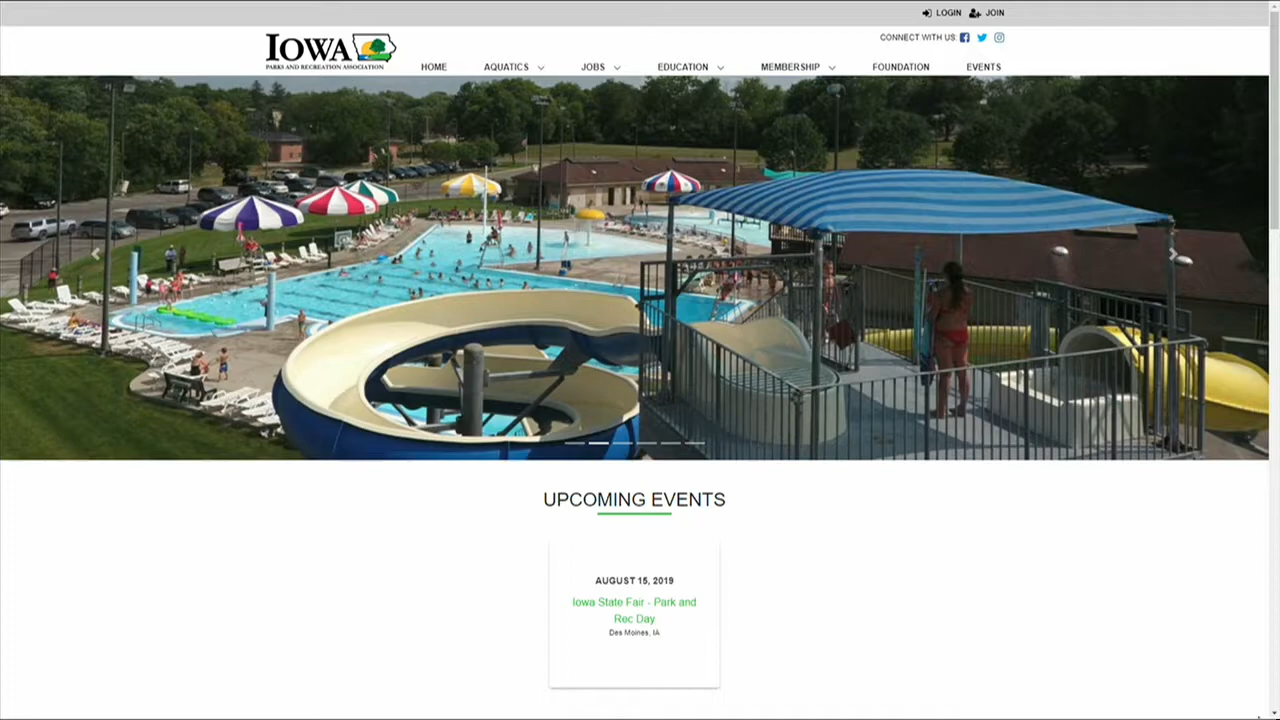 LOGIN JOIN
CONNECT WITH US:
IOWA
PARKS AND RECREATION ASSOCIATION
HOME AQUATICS JOBS EDUCATION MEMBERSHIP FOUNDATION EVENTS
UPCOMING EVENTS
AUGUST 15, 2019
Iowa State Fair - Park and
Rec Day
Des Moines, IA